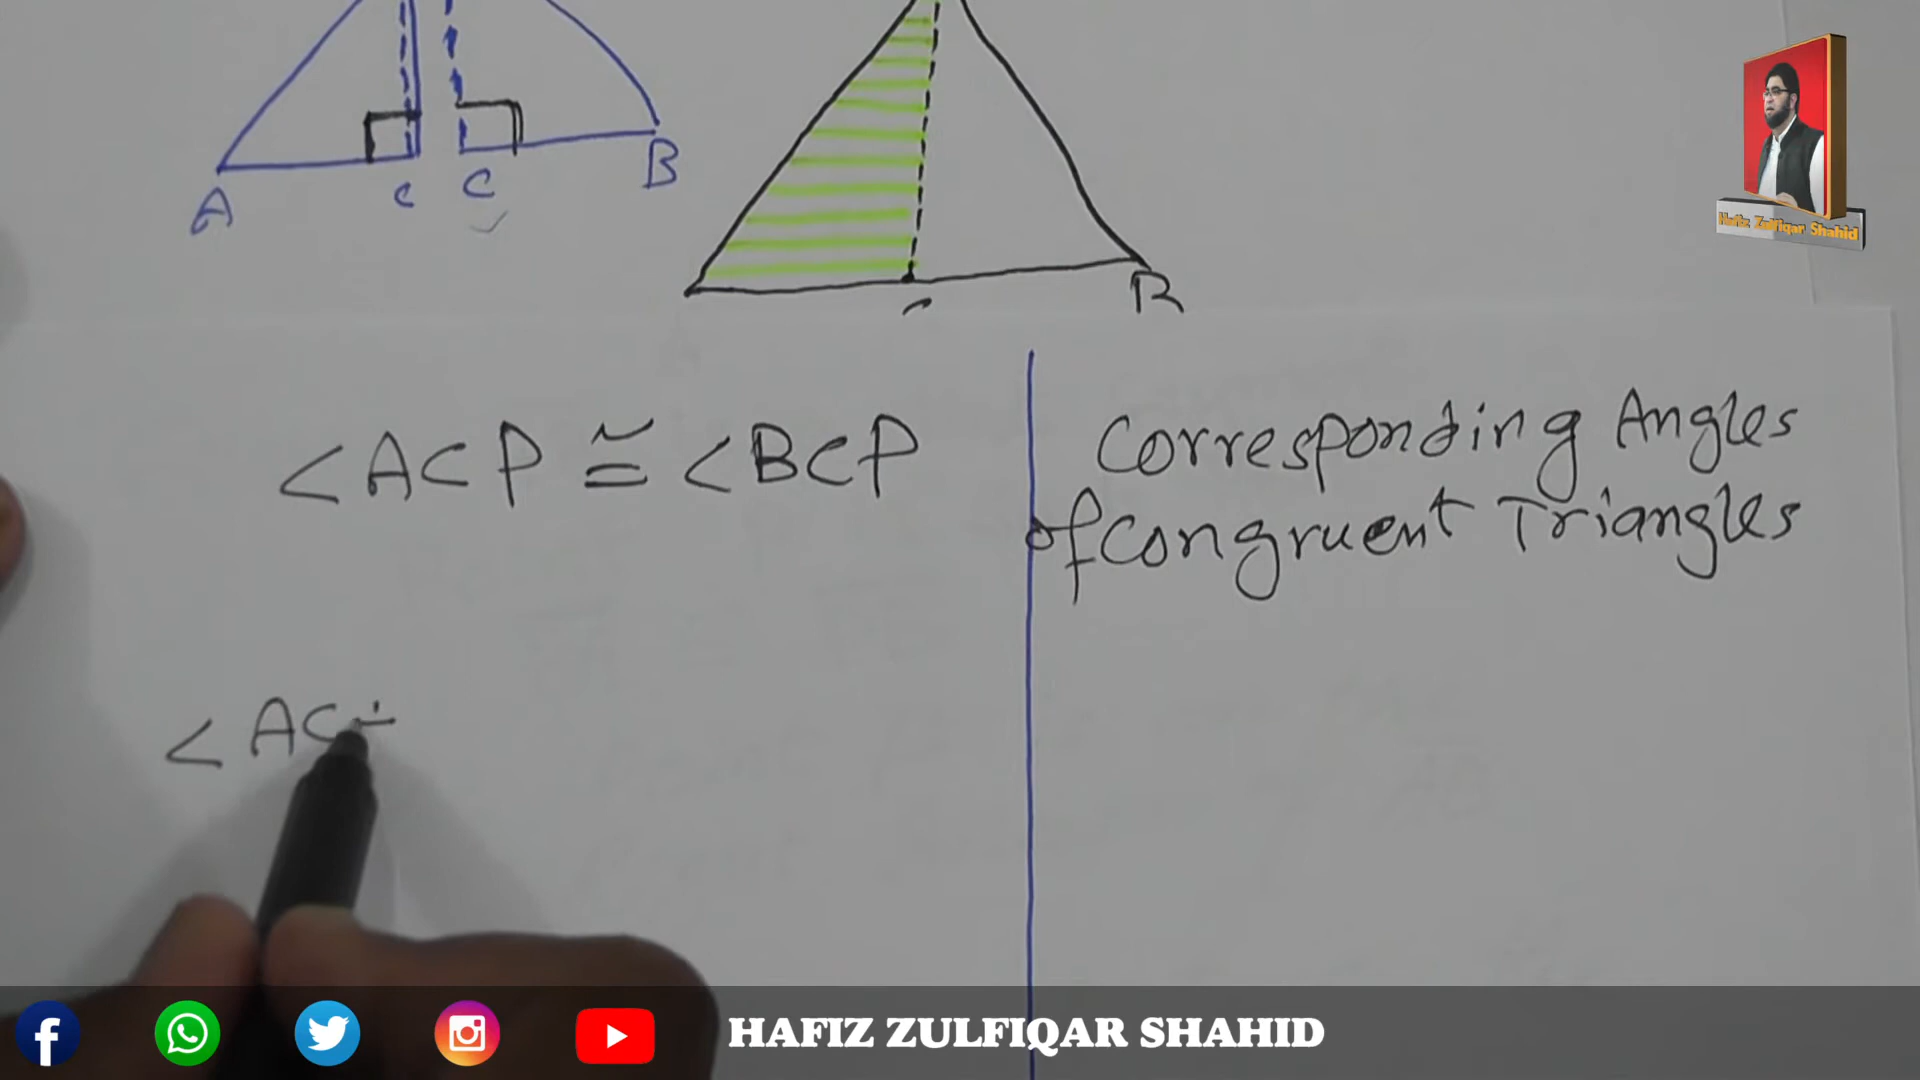 A
C
C
B
B
<ACP ≅ <BCP
Corresponding Angles
of congruent Triangles
<AC
Hafiz Zulfiqar Shahid
HAFIZ ZULFIQAR SHAHID